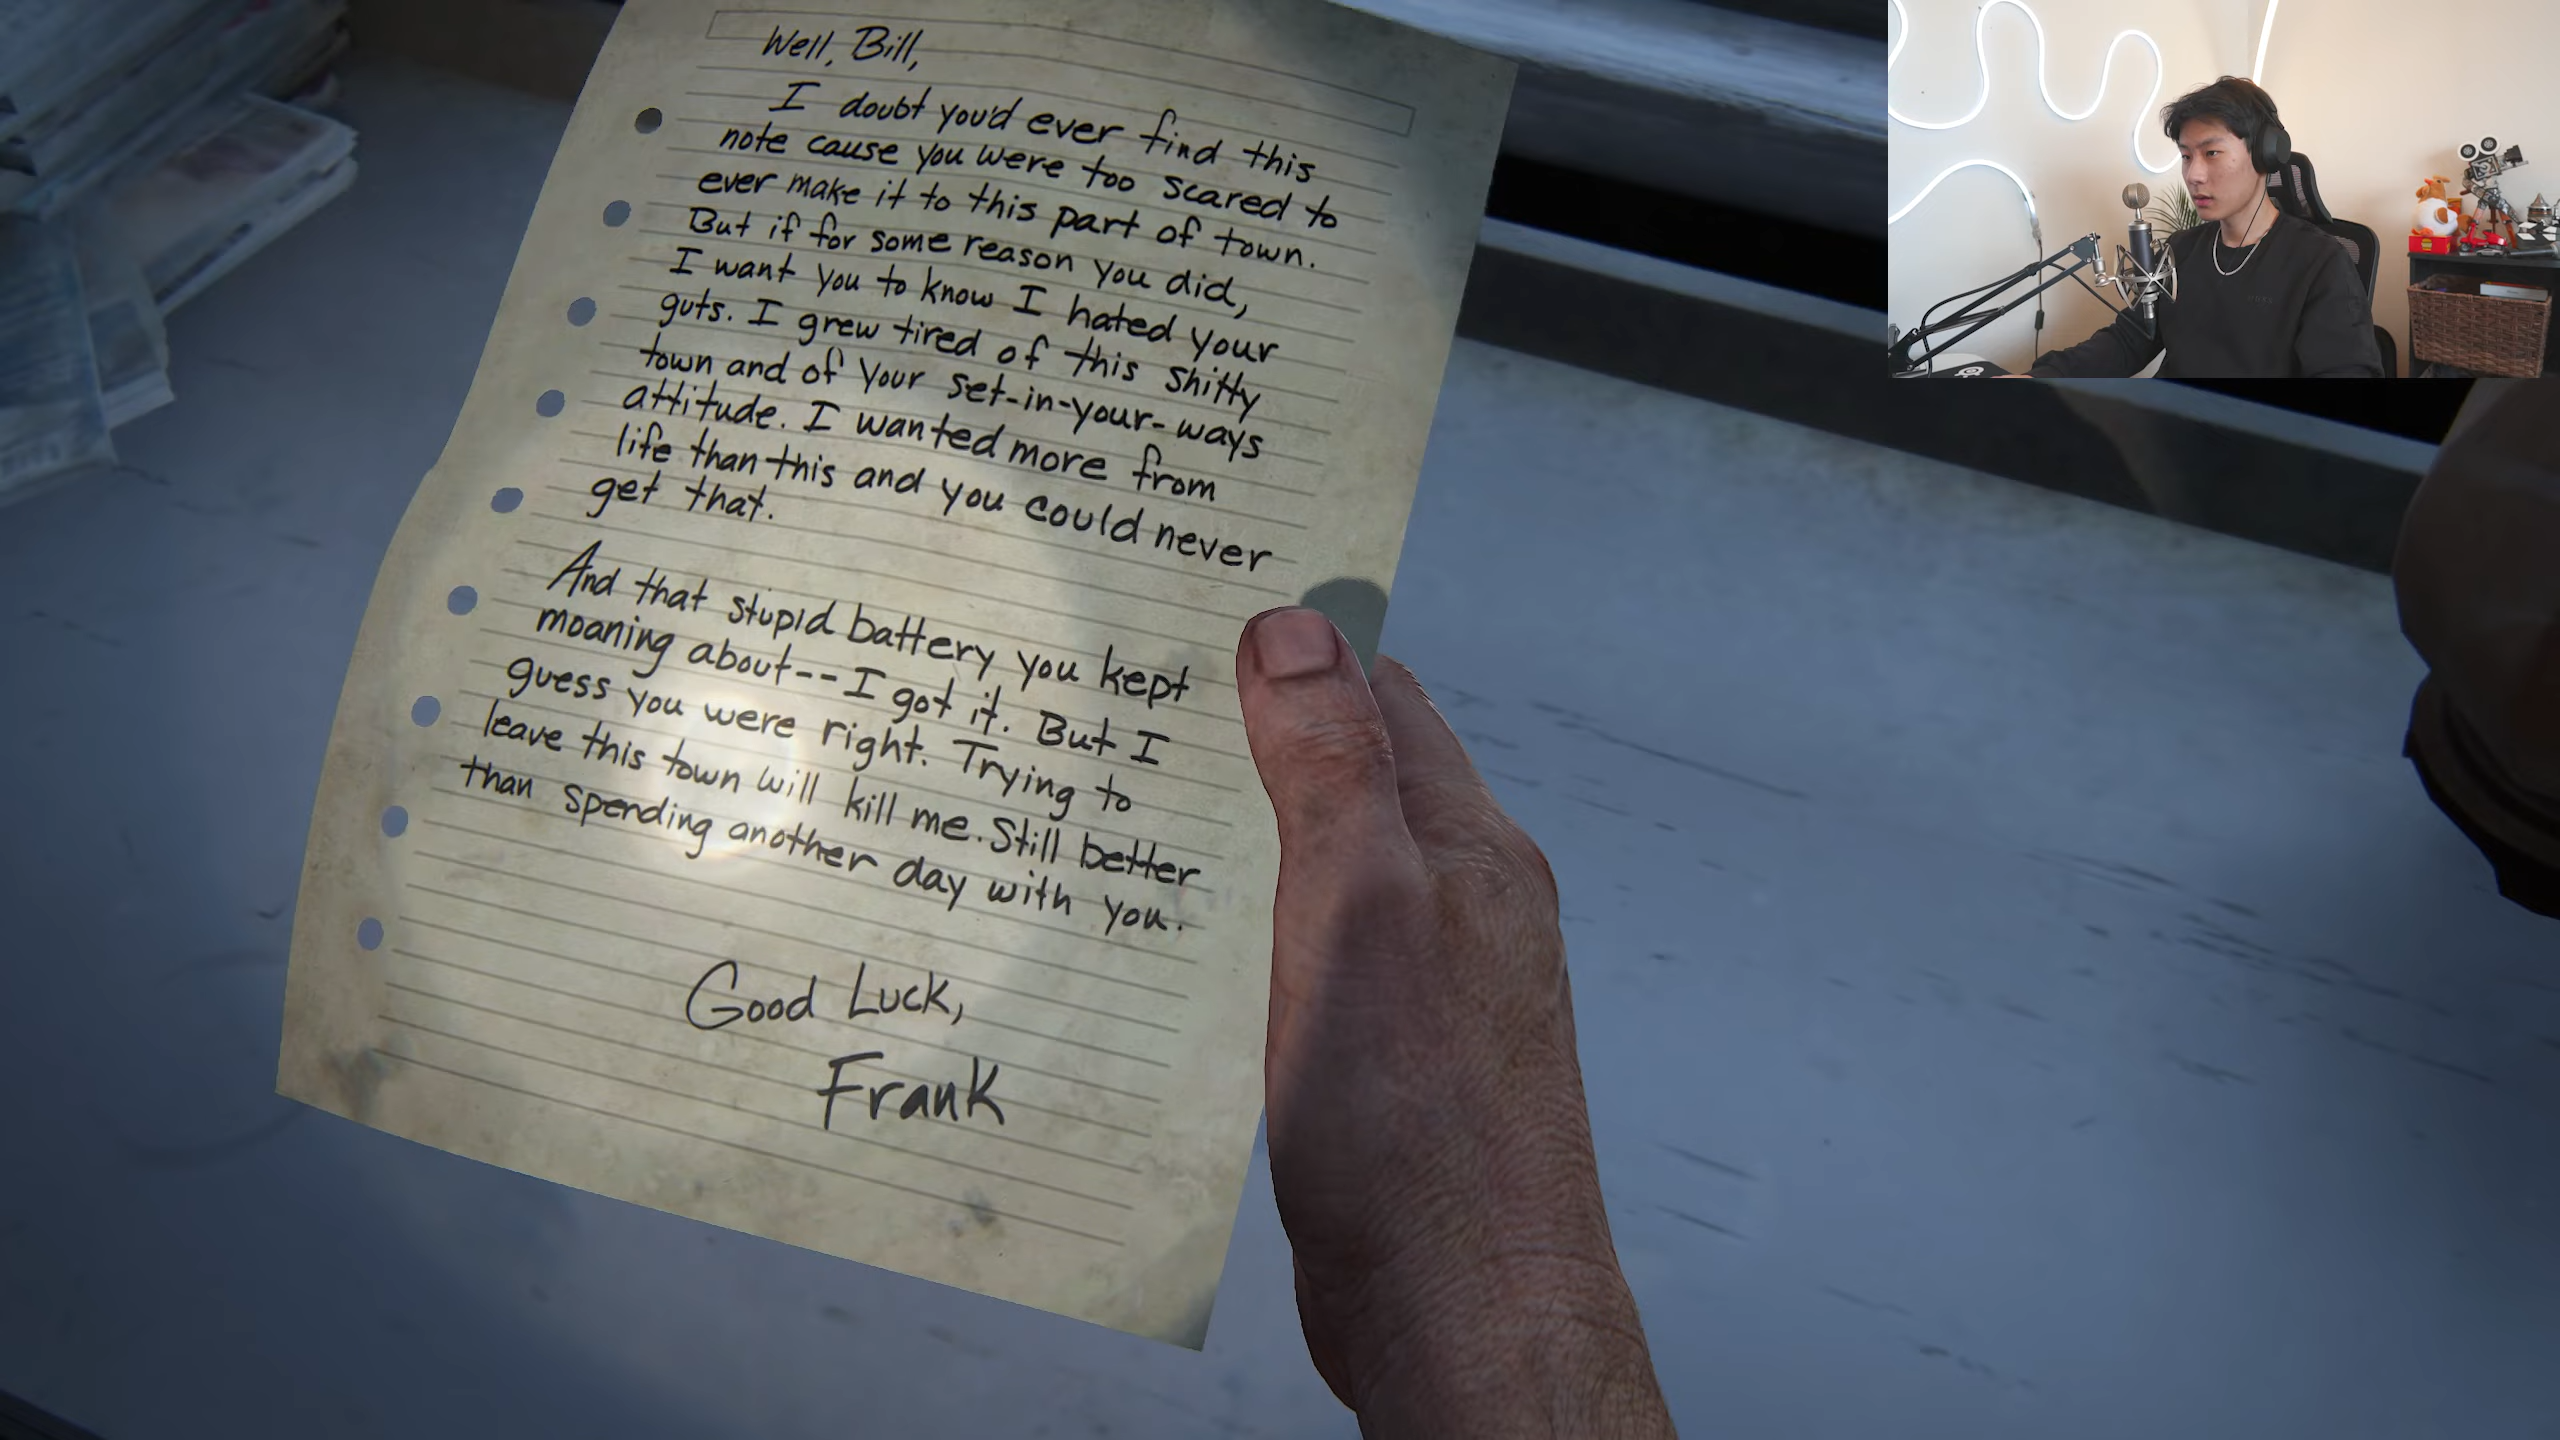 Well, Bill,
I doubt you'd ever find this
note cause you were too scared to
ever make it to this part of town.
But if for some reason you did,
I want you to know I hated your
guts. I grew tired of this shitty
town and of your set-in-your-ways
attitude. I wanted more from
life than this and you could never
get that.
And that stupid battery you kept
moaning about--I got it. But I
guess you were right. Trying to
leave this town will kill me. Still better
than spending another day with you.
Good Luck,
Frank